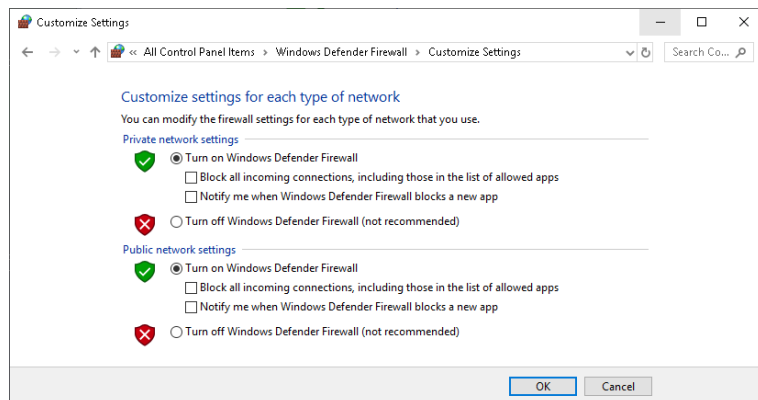 Customize Settings
« All Control Panel Items > Windows Defender Firewall > Customize Settings
Search Co...
Customize settings for each type of network
You can modify the firewall settings for each type of network that you use.
Private network settings
Turn on Windows Defender Firewall
Block all incoming connections, including those in the list of allowed apps
Notify me when Windows Defender Firewall blocks a new app
Turn off Windows Defender Firewall (not recommended)
Public network settings
Turn on Windows Defender Firewall
Block all incoming connections, including those in the list of allowed apps
Notify me when Windows Defender Firewall blocks a new app
Turn off Windows Defender Firewall (not recommended)
OK Cancel